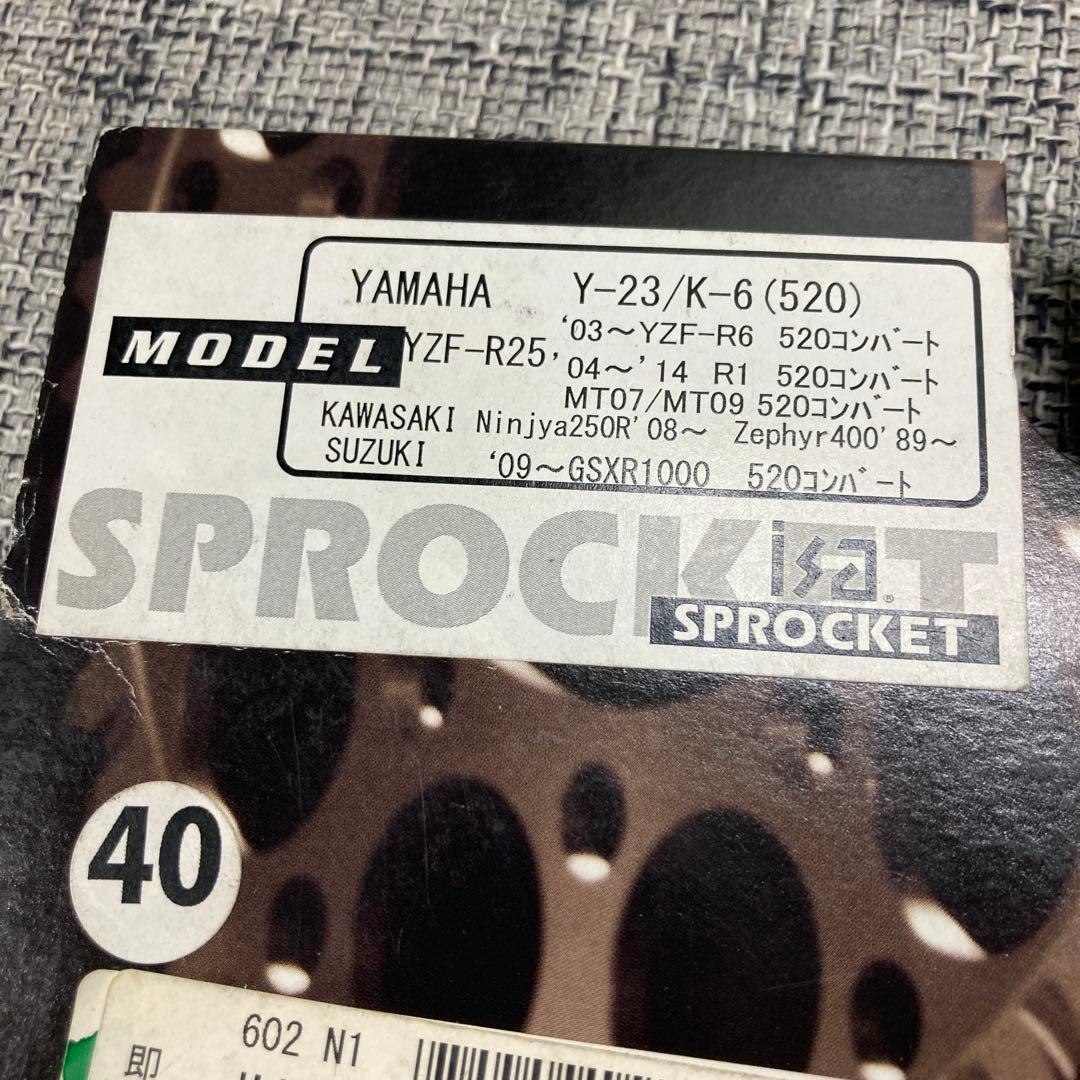 YAMAHA Y-23/K-6(520)
MODEL YZF-R25, '03～YZF-R6 520コンバート
04～'14 R1 520コンバート
MT07/MT09 520コンバート
KAWASAKI Ninjya250R'08～ Zephyr400'89～
SUZUKI '09～GSXR1000 520コンバート
SPROCKET
isa®
SPROCKET
40
602 N1
即